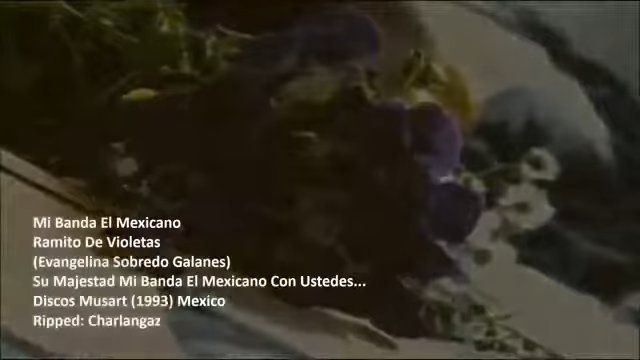 Mi Banda El Mexicano
Ramito De Violetas
(Evangelina Sobredo Galanes)
Su Majestad Mi Banda El Mexicano Con Ustedes...
Discos Musart (1993) Mexico
Ripped: Charlangaz